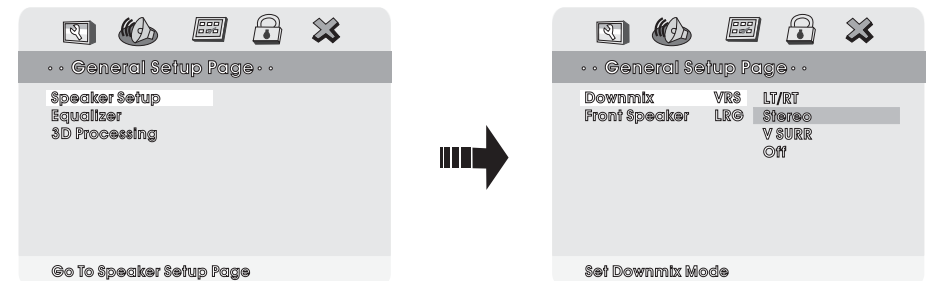 •• General Setup Page ••
Speaker Setup
Equalizer
3D Processing
Go To Speaker Setup Page
•• General Setup Page ••
Downmix VRS LT/RT
Front Speaker LRG Stereo
V SURR
Off
Set Downmix Mode